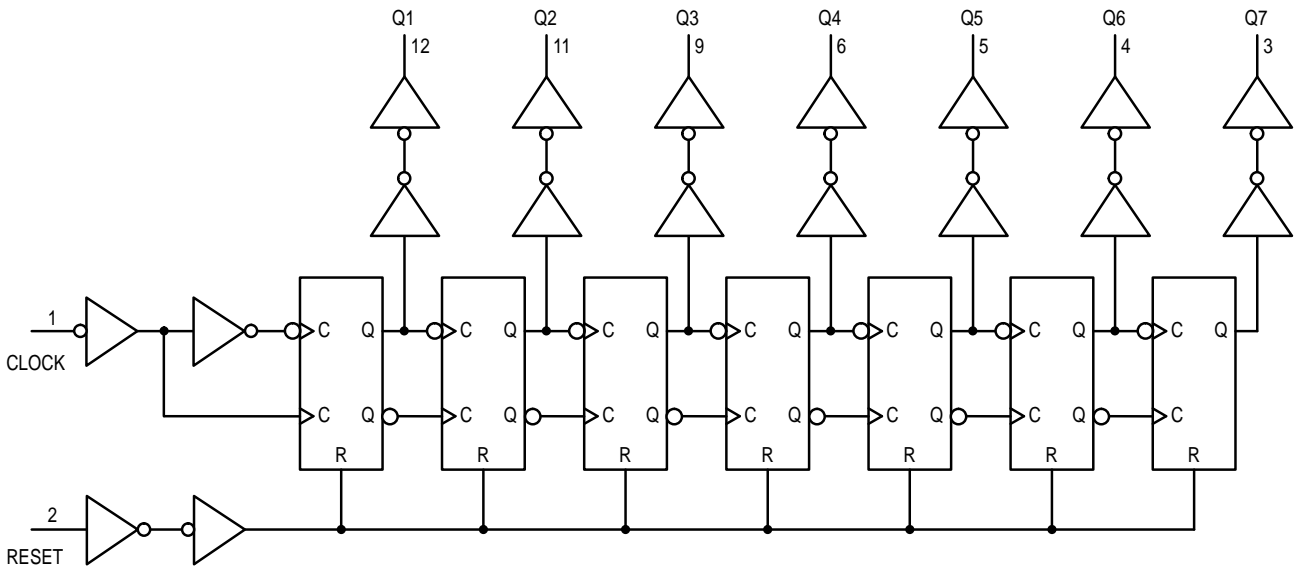 Q1 Q2 Q3 Q4 Q5 Q6 Q7
12 11 9 6 5 4 3
1
CLOCK
C Q C Q C Q C Q C Q C Q C Q
C Q C Q C Q C Q C Q C Q C
R R R R R R R
2
RESET